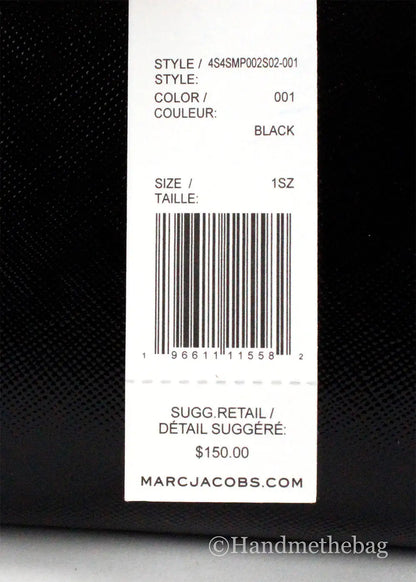 STYLE / 4S4SMP002S02-001
STYLE:
COLOR / 001
COULEUR:
BLACK
SIZE / 1SZ
TAILLE:
1 96611 11558 2
SUGG.RETAIL /
DÉTAIL SUGGÉRÉ:
$150.00
MARCJACOBS.COM
©Handmethebag